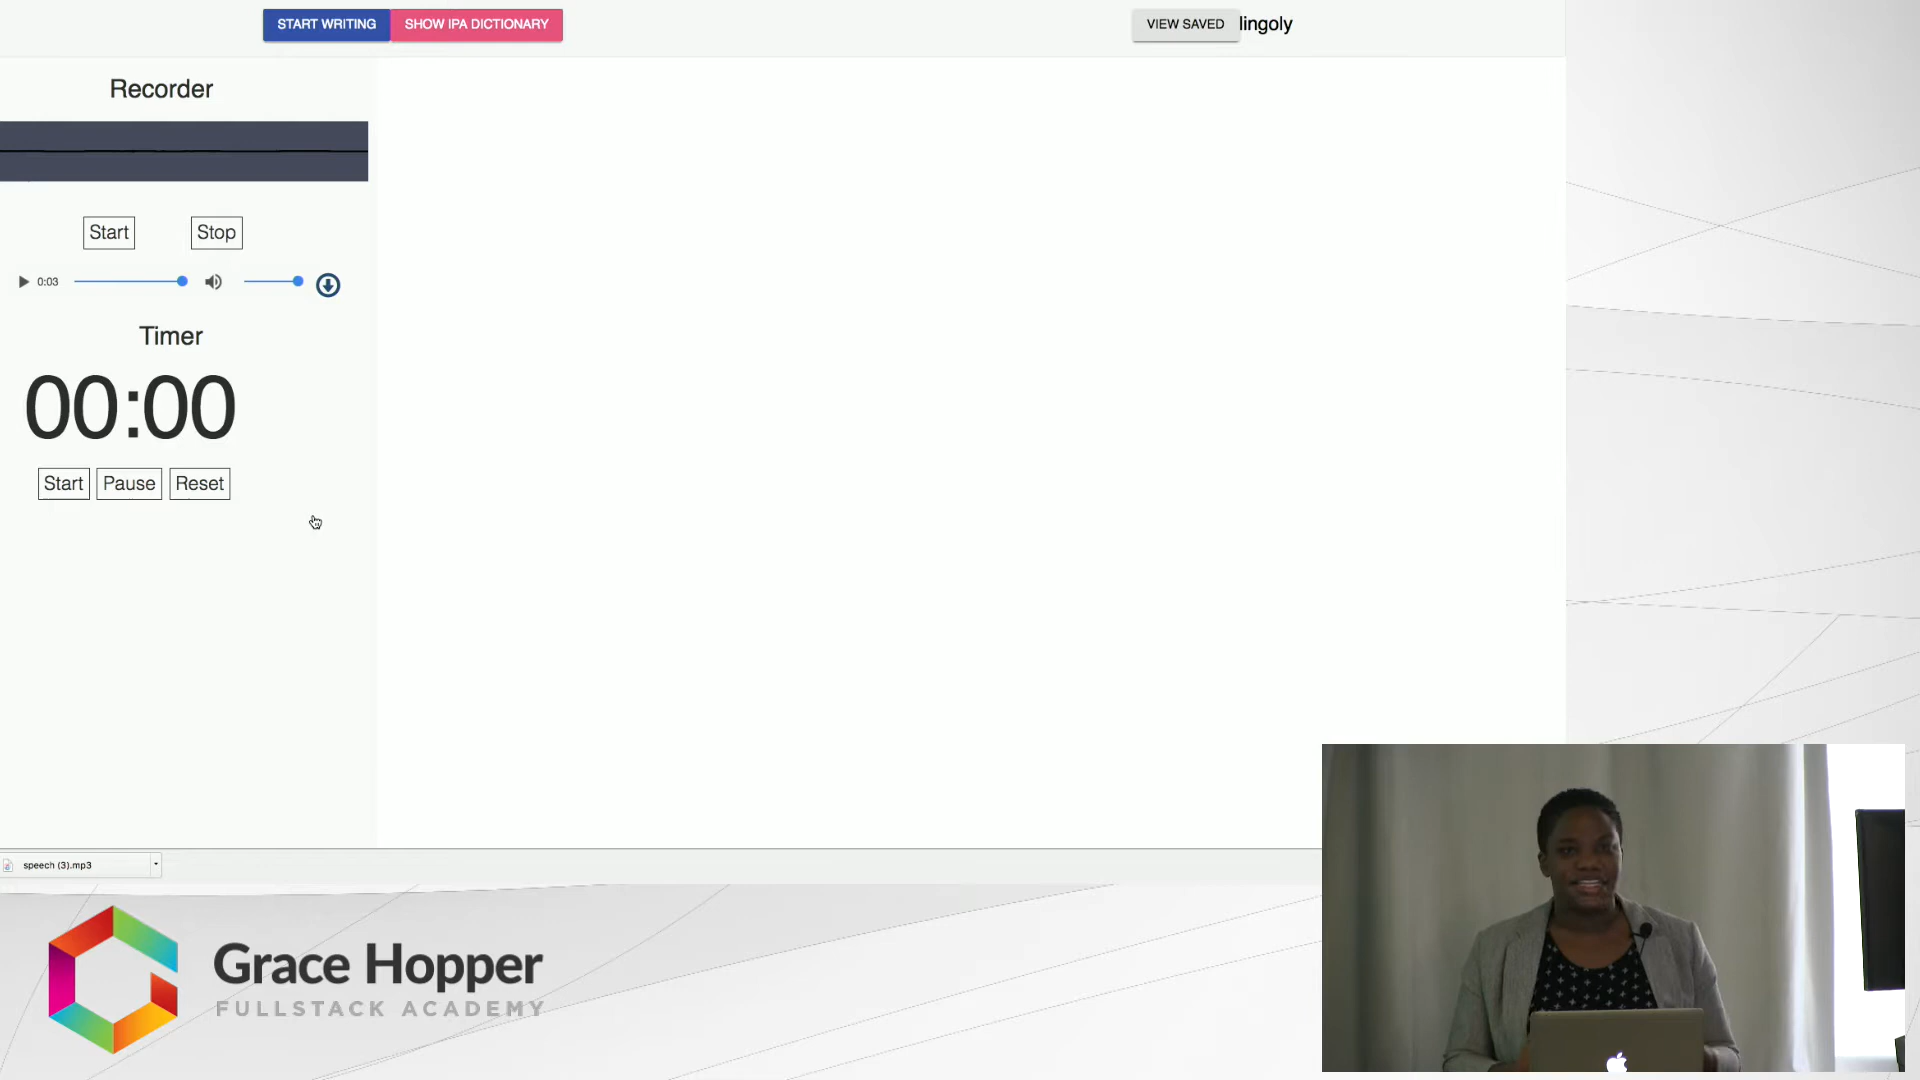 START WRITING SHOW IPA DICTIONARY VIEW SAVED lingoly
Recorder
Start Stop
0:03
Timer
00:00
Start Pause Reset
speech (3).mp3
Grace Hopper
FULLSTACK ACADEMY